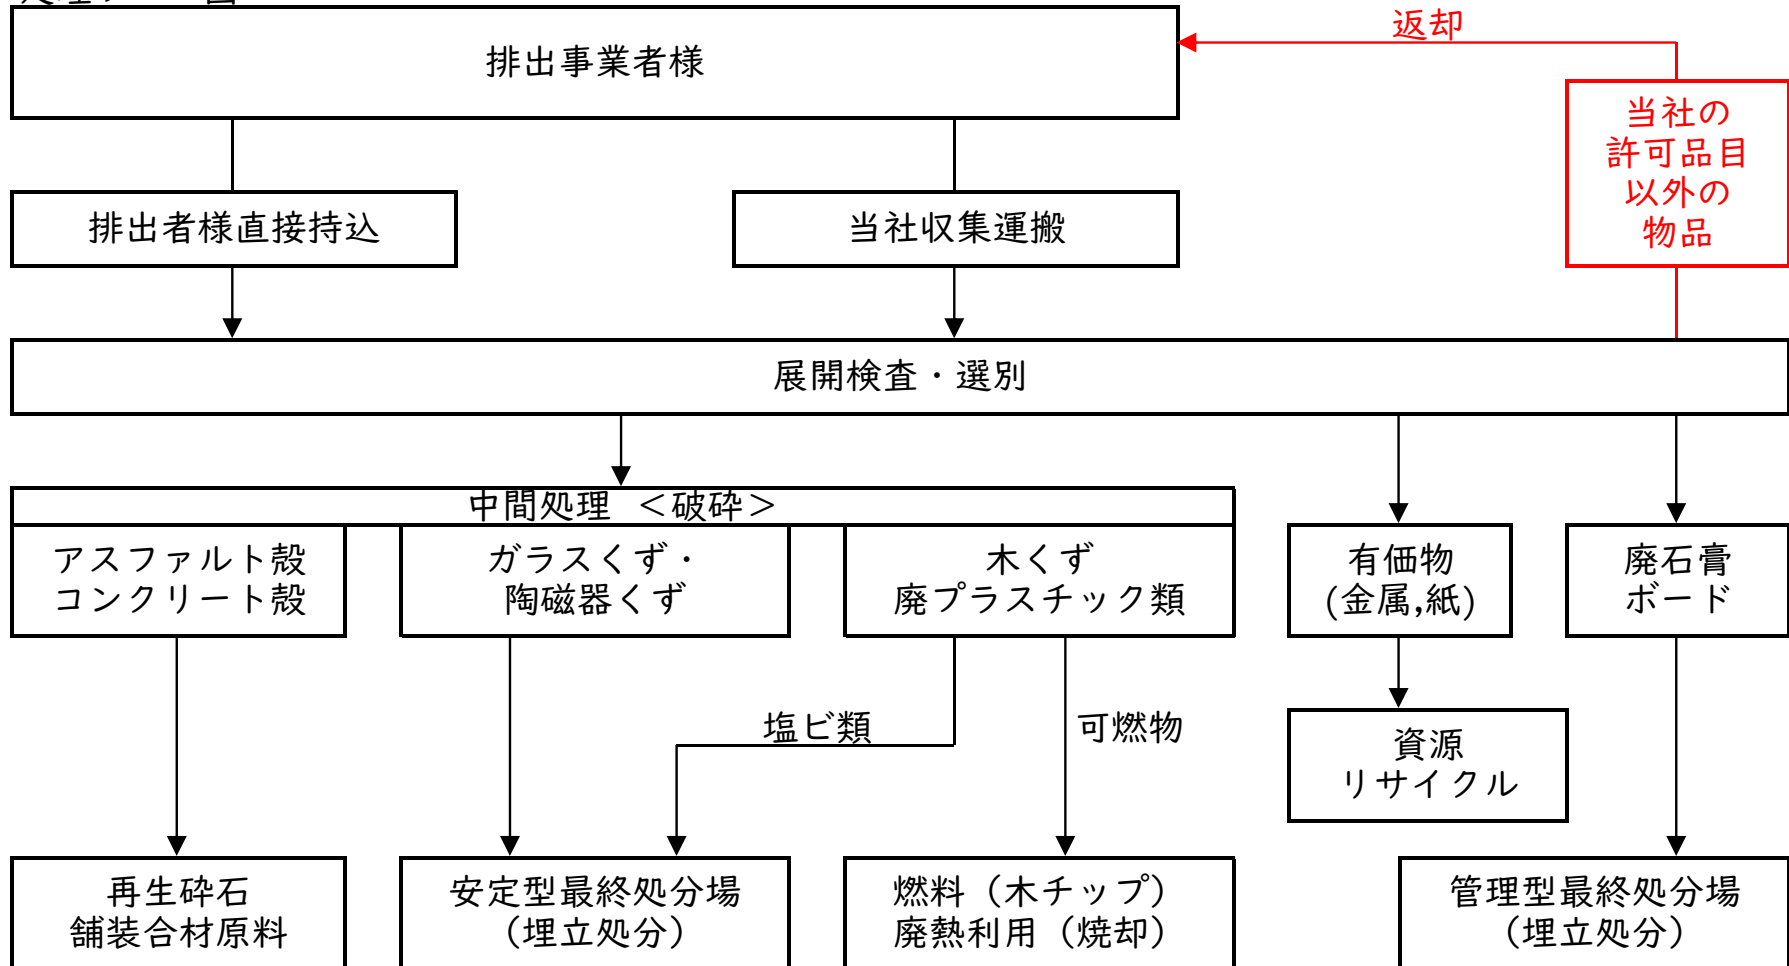 返却
排出事業者様
当社の
許可品目
以外の
物品
排出者様直接持込
当社収集運搬
展開検査・選別
中間処理 <破砕>
アスファルト殻
コンクリート殻
ガラスくず・
陶磁器くず
木くず
廃プラスチック類
有価物
(金属,紙)
廃石膏
ボード
塩ビ類
可燃物
資源
リサイクル
再生砕石
舗装合材原料
安定型最終処分場
(埋立処分)
燃料(木チップ)
廃熱利用(焼却)
管理型最終処分場
(埋立処分)